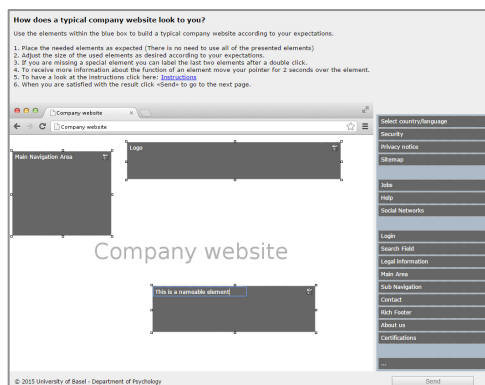 How does a typical company website look to you?
Use the elements within the blue box to build a typical company website according to your expectations.
1. Place the needed elements as expected (There is no need to use all of the presented elements)
2. Adjust the size of the used elements as desired according to your expectations.
3. If you are missing a special element you can label the last two elements after a double click.
4. To receive more information about the function of an element move your pointer for 2 seconds over the element.
5. To have a look at the instructions click here: Instructions
6. When you are satisfied with the result click «Send» to go to the next page.
Company website
Company website
Main Navigation Area
Logo
Company website
This is a nameable element
Select country/language
Security
Privacy notice
Sitemap
Jobs
Help
Social Networks
Login
Search Field
Legal Information
Main Area
Sub Navigation
Contact
Rich Footer
About us
Certifications
...
© 2015 University of Basel - Department of Psychology
Send